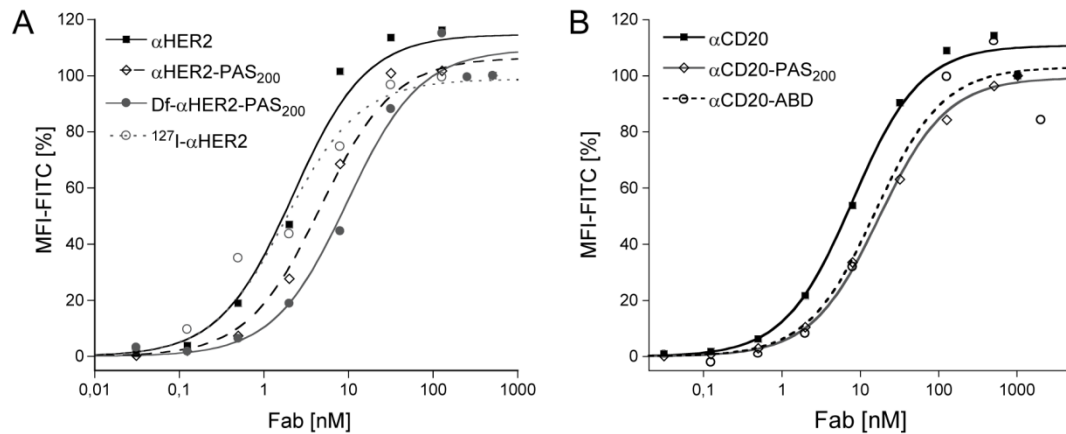 A
αHER2
αHER2-PAS200
Df-αHER2-PAS200
127I-αHER2
MFI-FITC [%]
120
100
80
60
40
20
0
0,01
0,1
1
10
100
1000
Fab [nM]
B
αCD20
αCD20-PAS200
αCD20-ABD
MFI-FITC [%]
120
100
80
60
40
20
0
0,1
1
10
100
1000
Fab [nM]